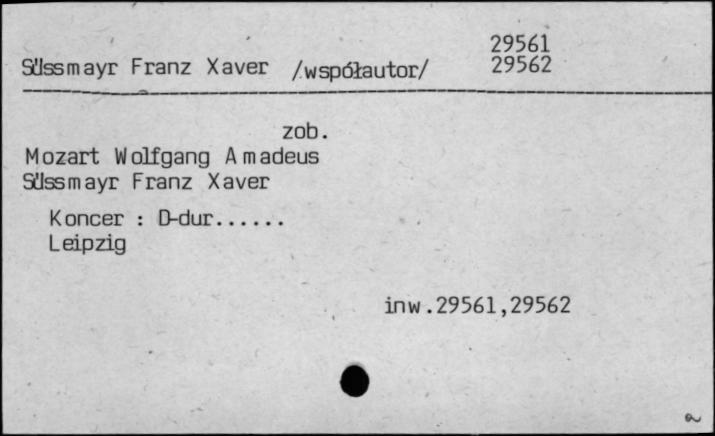 29561
Süssmayr Franz Xaver /współautor/ 29562
zob.
Mozart Wolfgang Amadeus
Süssmayr Franz Xaver
Koncer : D-dur......
Leipzig
inw.29561,29562